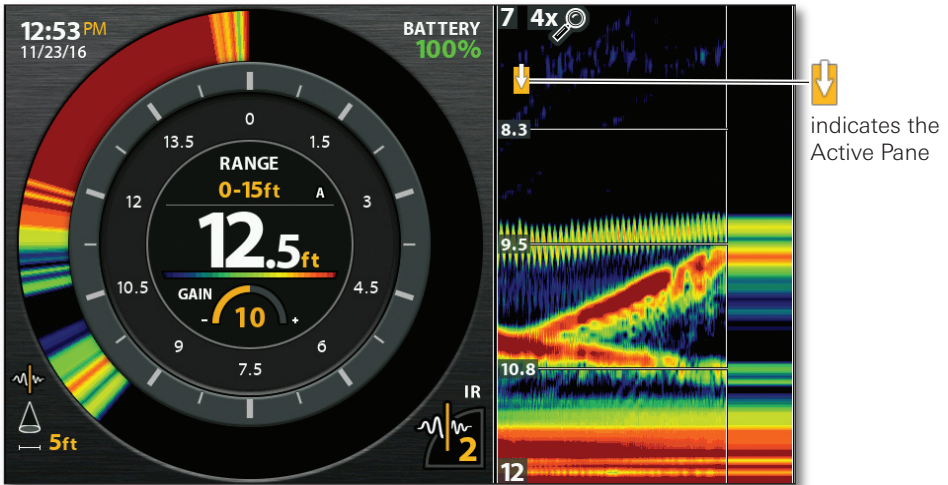 12:53 PM
11/23/16
BATTERY
100%
0
1.5
3
4.5
6
7.5
9
10.5
12
13.5
RANGE
0-15ft A
12.5ft
GAIN
- 10 +
5ft
IR
2
7 4x
8.3
9.5
10.8
12
indicates the
Active Pane